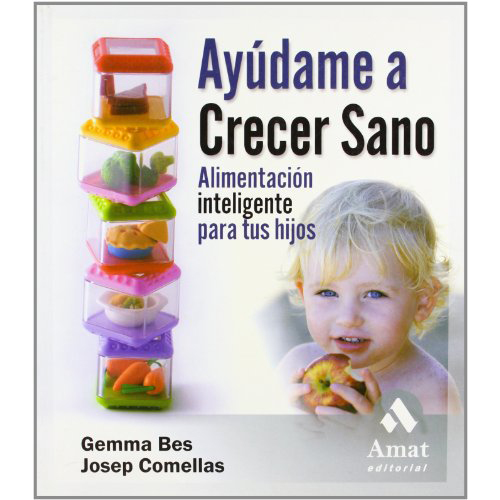 Ayúdame a
Crecer Sano
Alimentación
inteligente
para tus hijos
Gemma Bes
Josep Comellas
Amat
editorial